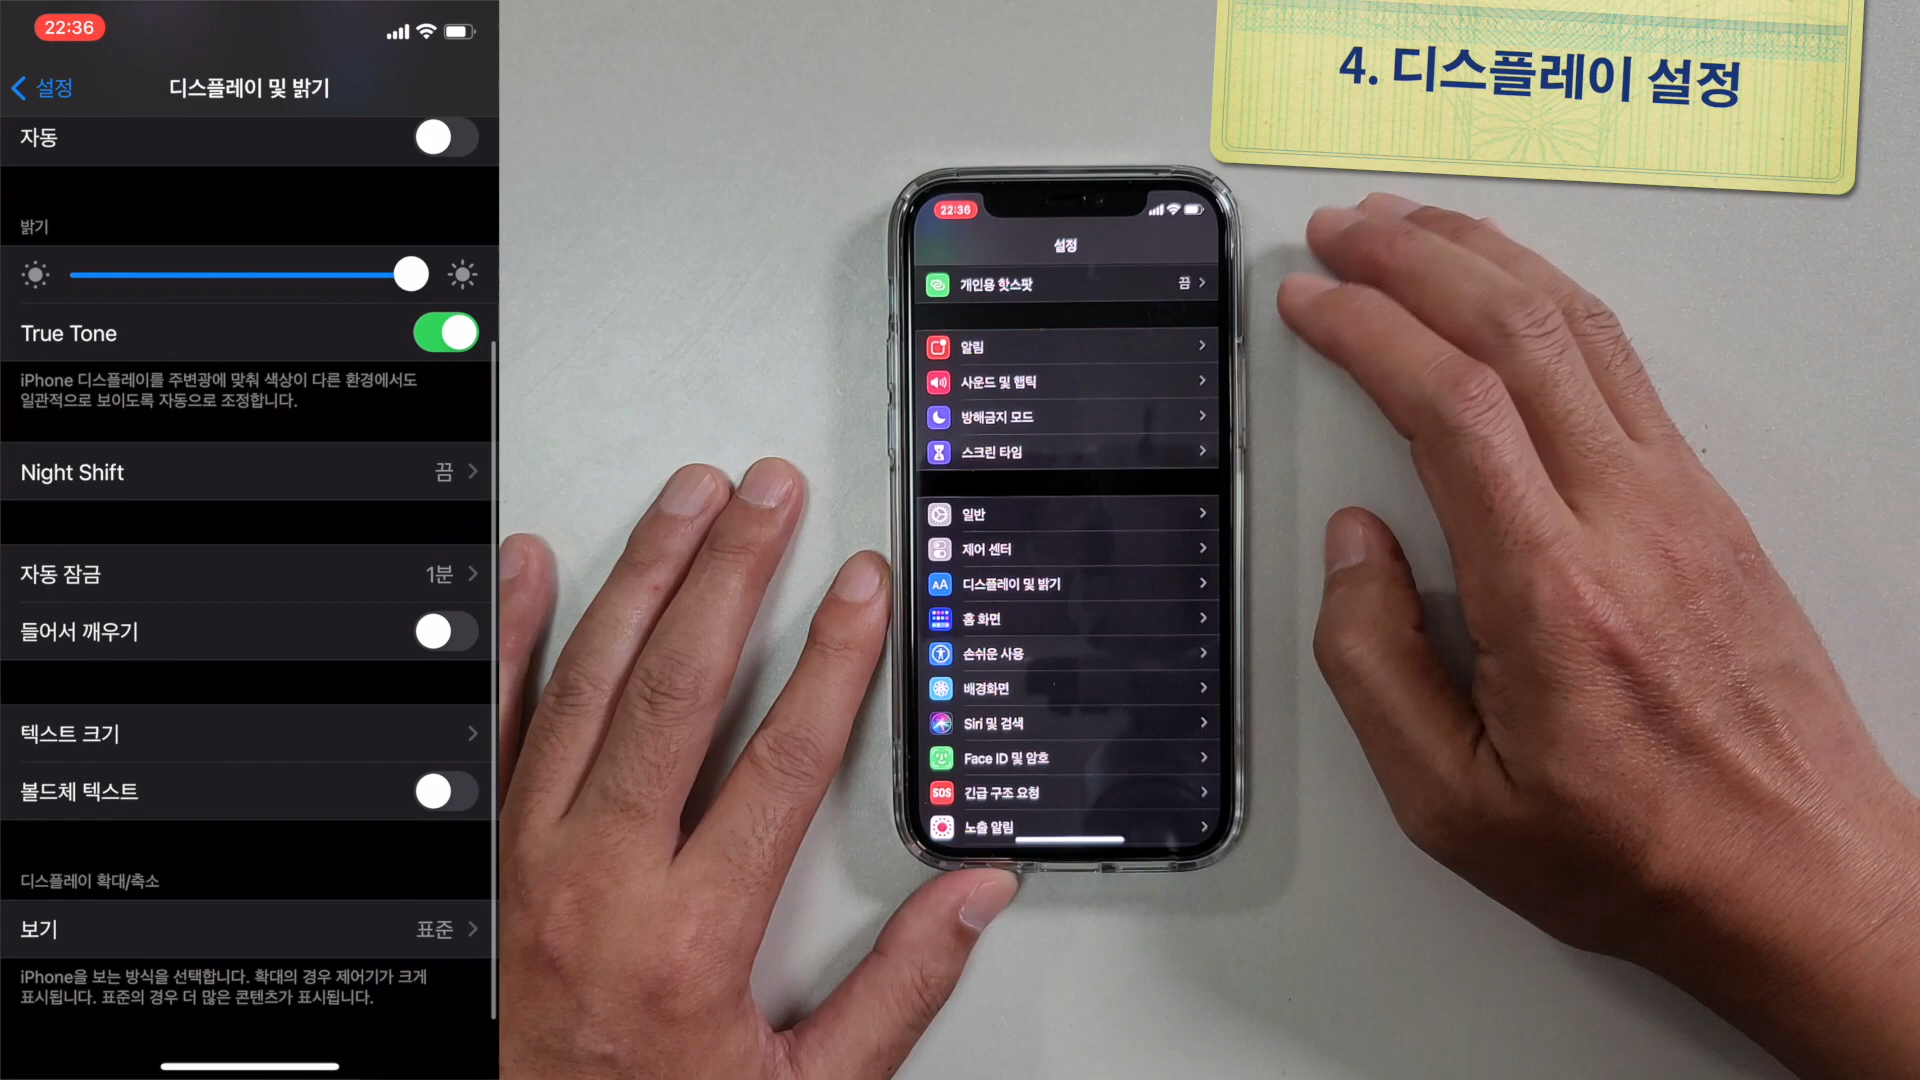 22:36
설정
디스플레이 및 밝기
자동
밝기
True Tone
iPhone 디스플레이를 주변광에 맞춰 색상이 다른 환경에서도
일관적으로 보이도록 자동으로 조정합니다.
Night Shift
끔
자동 잠금
1분
들어서 깨우기
텍스트 크기
볼드체 텍스트
디스플레이 확대/축소
보기
표준
iPhone을 보는 방식을 선택합니다. 확대의 경우 제어기가 크게
표시됩니다. 표준의 경우 더 많은 콘텐츠가 표시됩니다.
4. 디스플레이 설정
22:36
설정
개인용 핫스팟
끔
알림
사운드 및 햅틱
방해금지 모드
스크린 타임
일반
제어 센터
AA
디스플레이 및 밝기
홈 화면
손쉬운 사용
배경화면
Siri 및 검색
Face ID 및 암호
SOS
긴급 구조 요청
노출 알림